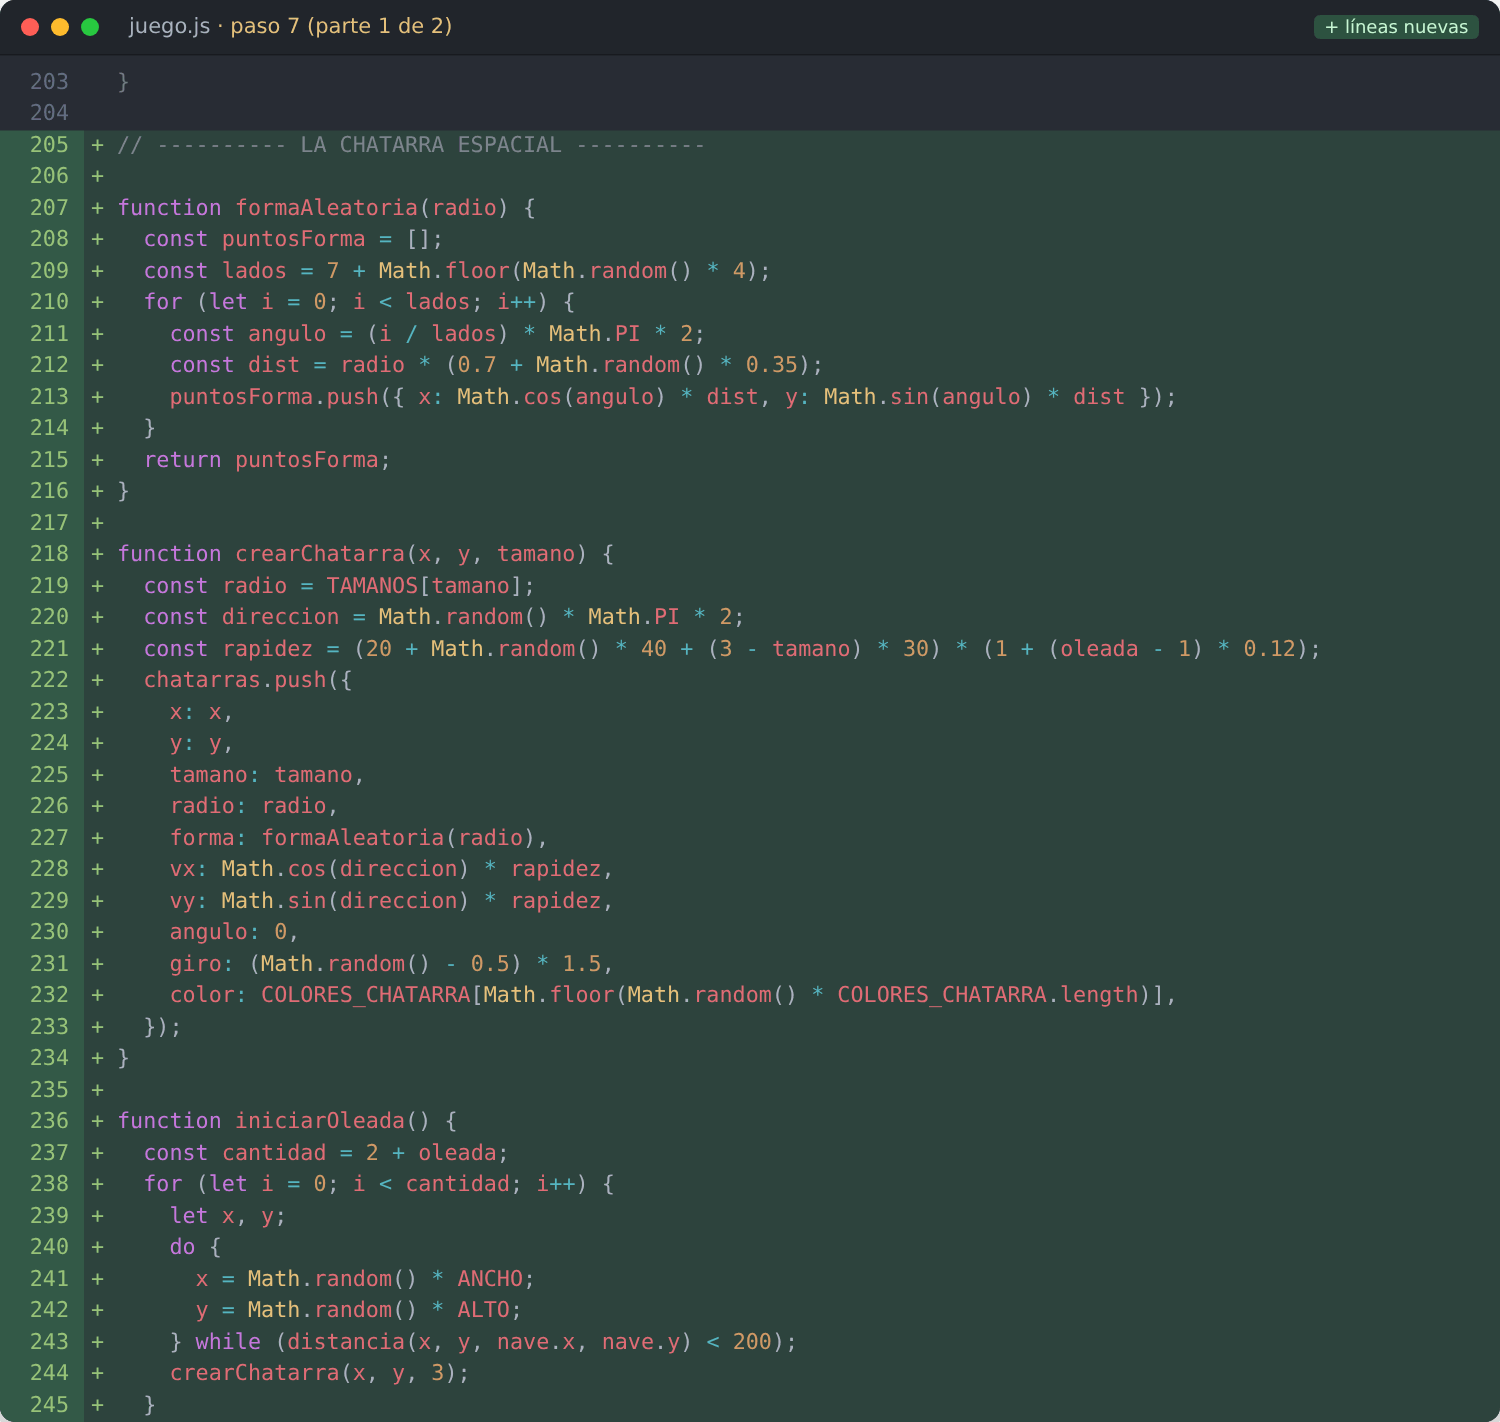 juego.js · paso 7 (parte 1 de 2)
+ líneas nuevas
203 }
204
205 + // ---------- LA CHATARRA ESPACIAL ----------
206 +
207 + function formaAleatoria(radio) {
208 +   const puntosForma = [];
209 +   const lados = 7 + Math.floor(Math.random() * 4);
210 +   for (let i = 0; i < lados; i++) {
211 +     const angulo = (i / lados) * Math.PI * 2;
212 +     const dist = radio * (0.7 + Math.random() * 0.35);
213 +     puntosForma.push({ x: Math.cos(angulo) * dist, y: Math.sin(angulo) * dist });
214 +   }
215 +   return puntosForma;
216 + }
217 +
218 + function crearChatarra(x, y, tamano) {
219 +   const radio = TAMANOS[tamano];
220 +   const direccion = Math.random() * Math.PI * 2;
221 +   const rapidez = (20 + Math.random() * 40 + (3 - tamano) * 30) * (1 + (oleada - 1) * 0.12);
222 +   chatarras.push({
223 +     x: x,
224 +     y: y,
225 +     tamano: tamano,
226 +     radio: radio,
227 +     forma: formaAleatoria(radio),
228 +     vx: Math.cos(direccion) * rapidez,
229 +     vy: Math.sin(direccion) * rapidez,
230 +     angulo: 0,
231 +     giro: (Math.random() - 0.5) * 1.5,
232 +     color: COLORES_CHATARRA[Math.floor(Math.random() * COLORES_CHATARRA.length)],
233 +   });
234 + }
235 +
236 + function iniciarOleada() {
237 +   const cantidad = 2 + oleada;
238 +   for (let i = 0; i < cantidad; i++) {
239 +     let x, y;
240 +     do {
241 +       x = Math.random() * ANCHO;
242 +       y = Math.random() * ALTO;
243 +     } while (distancia(x, y, nave.x, nave.y) < 200);
244 +     crearChatarra(x, y, 3);
245 +   }